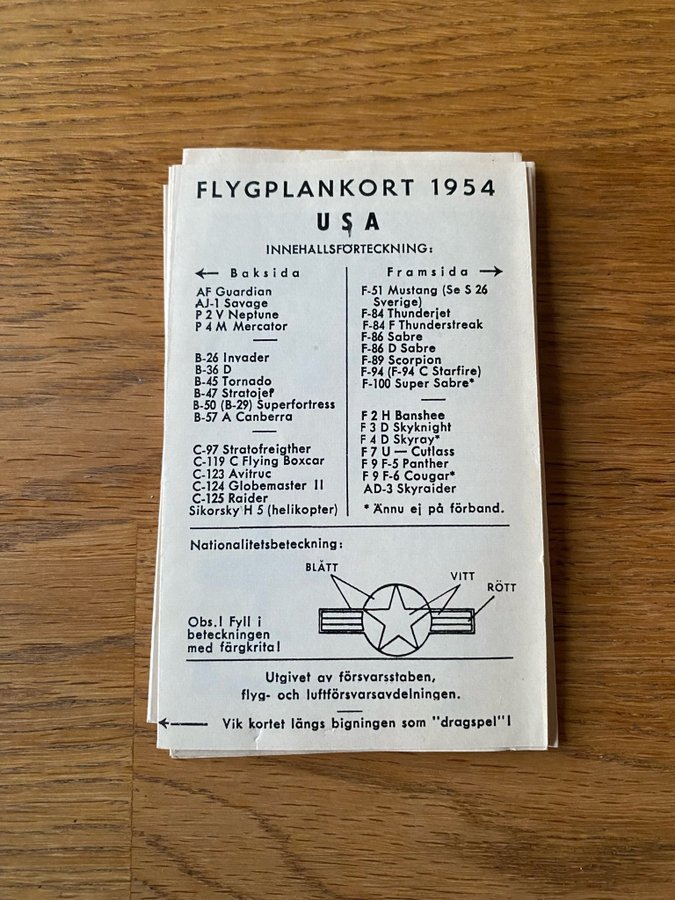 FLYGPLANKORT 1954
USA
INNEHALLSFÖRTECKNING:
← Baksida
AF Guardian
AJ-1 Savage
P 2 V Neptune
P 4 M Mercator
B-26 Invader
B-36 D
B-45 Tornado
B-47 Stratojet
B-50 (B-29) Superfortress
B-57 A Canberra
C-97 Stratofreigther
C-119 C Flying Boxcar
C-123 Avitruc
C-124 Globemaster II
C-125 Raider
Sikorsky H 5 (helikopter)
Framsida →
F-51 Mustang (Se S 26
Sverige)
F-84 Thunderjet
F-84 F Thunderstreak
F-86 Sabre
F-86 D Sabre
F-89 Scorpion
F-94 (F-94 C Starfire)
F-100 Super Sabre*
F 2 H Banshee
F 3 D Skyknight
F 4 D Skyray*
F 7 U — Cutlass
F 9 F-5 Panther
F 9 F-6 Cougar*
AD-3 Skyraider
* Ännu ej på förband.
Nationalitetsbeteckning:
BLÅTT
VITT
RÖTT
Obs.! Fyll i
beteckningen
med färgkrita!
Utgivet av försvarsstaben,
flyg- och luftförsvarsavdelningen.
← Vik kortet längs bigningen som "dragspel"!